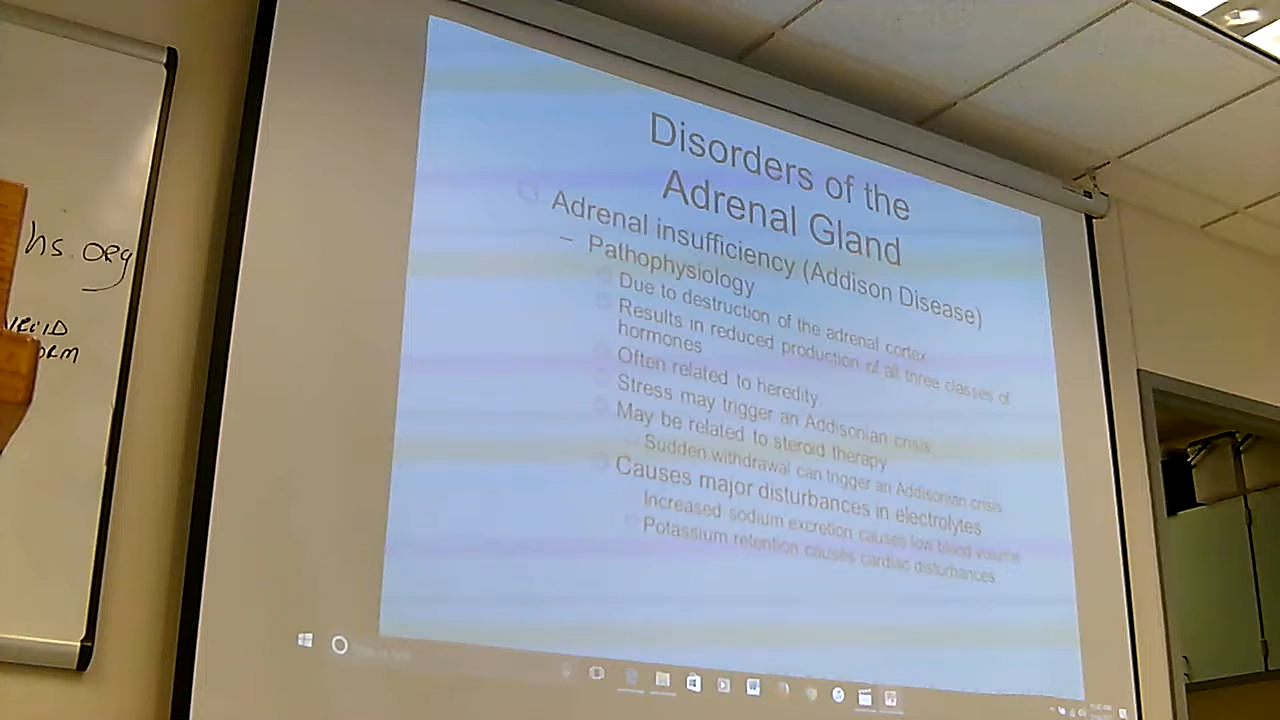 hs.org
ORM
Disorders of the
Adrenal Gland
Adrenal insufficiency (Addison Disease)
– Pathophysiology
Due to destruction of the adrenal cortex
Results in reduced production of all three classes of
hormones
Often related to heredity
Stress may trigger an Addisonian crisis
May be related to steroid therapy
Sudden withdrawal can trigger an Addisonian crisis
Causes major disturbances in electrolytes
Increased sodium excretion causes low blood volume
Potassium retention causes cardiac disturbances